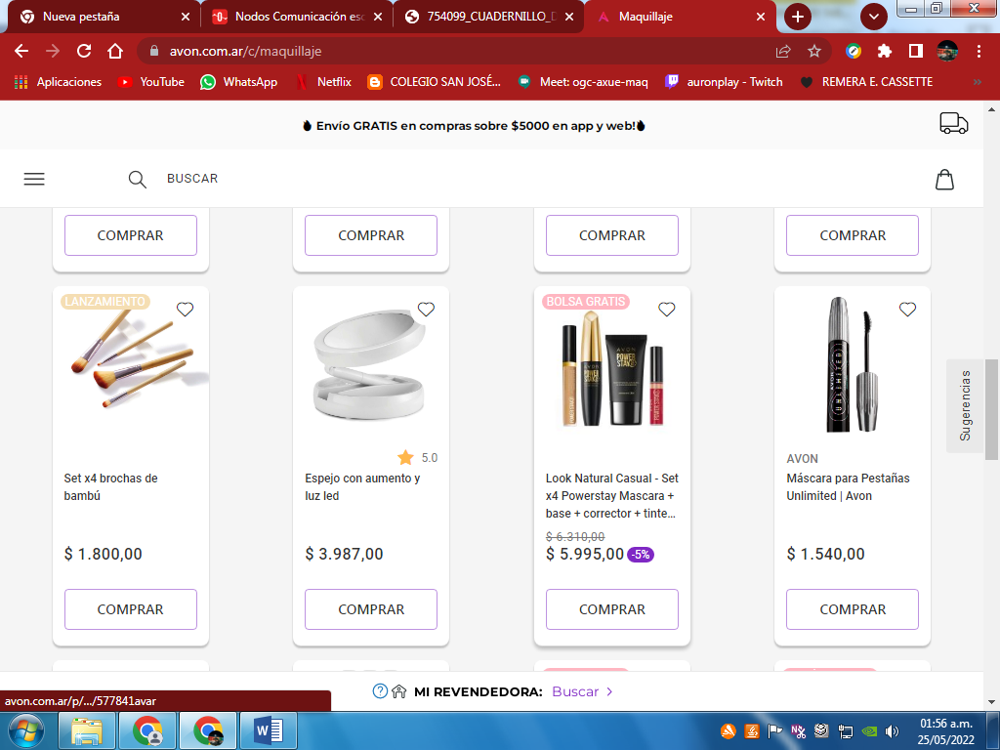 Nueva pestaña
Nodos Comunicación esc
754099_CUADERNILLO_D
Maquillaje
avon.com.ar/c/maquillaje
Aplicaciones
YouTube
WhatsApp
Netflix
COLEGIO SAN JOSÉ...
Meet: ogc-axue-maq
auronplay - Twitch
REMERA E. CASSETTE
»
Envío GRATIS en compras sobre $5000 en app y web!
BUSCAR
COMPRAR
COMPRAR
COMPRAR
COMPRAR
LANZAMIENTO
Set x4 brochas de
bambú
$ 1.800,00
COMPRAR
5.0
Espejo con aumento y
luz led
$ 3.987,00
COMPRAR
BOLSA GRATIS
AVON
POWER
STAY
Look Natural Casual - Set
x4 Powerstay Mascara +
base + corrector + tinte...
$ 6.310,00
$ 5.995,00 -5%
COMPRAR
UNLIMITED
AVON
Máscara para Pestañas
Unlimited | Avon
$ 1.540,00
COMPRAR
Sugerencias
MI REVENDEDORA: Buscar
avon.com.ar/p/.../577841avar
01:56 a.m.
25/05/2022